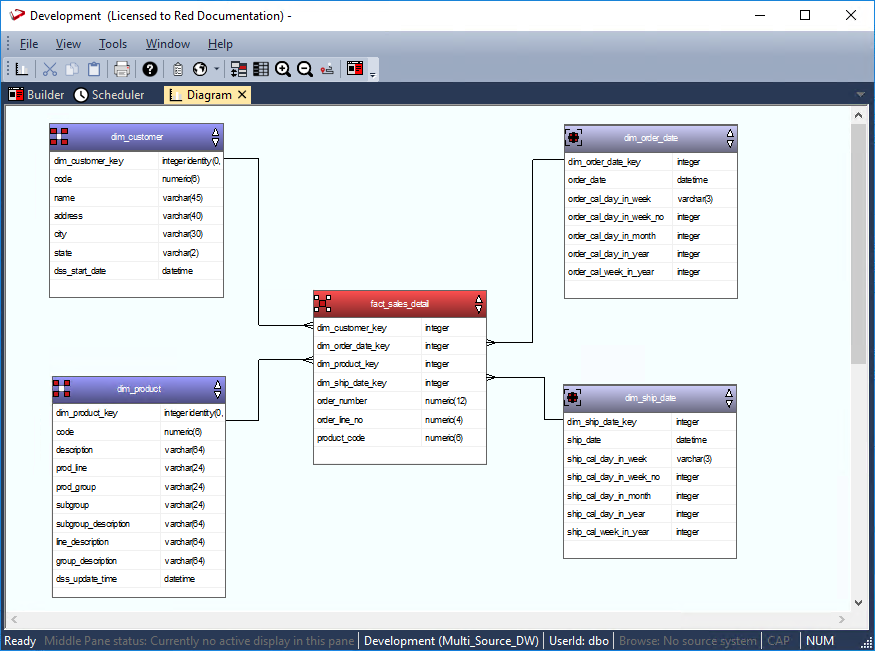 Development (Licensed to Red Documentation) -
File View Tools Window Help
Builder Scheduler Diagram
dim_customer
dim_customer_key integer identity(0,
code numeric(6)
name varchar(45)
address varchar(40)
city varchar(30)
state varchar(2)
dss_start_date datetime
dim_order_date
dim_order_date_key integer
order_date datetime
order_cal_day_in_week varchar(3)
order_cal_day_in_week_no integer
order_cal_day_in_month integer
order_cal_day_in_year integer
order_cal_week_in_year integer
fact_sales_detail
dim_customer_key integer
dim_order_date_key integer
dim_product_key integer
dim_ship_date_key integer
order_number numeric(12)
order_line_no numeric(4)
product_code numeric(6)
dim_product
dim_product_key integer identity(0,
code numeric(6)
description varchar(64)
prod_line varchar(24)
prod_group varchar(24)
subgroup varchar(24)
subgroup_description varchar(64)
line_description varchar(64)
group_description varchar(64)
dss_update_time datetime
dim_ship_date
dim_ship_date_key integer
ship_date datetime
ship_cal_day_in_week varchar(3)
ship_cal_day_in_week_no integer
ship_cal_day_in_month integer
ship_cal_day_in_year integer
ship_cal_week_in_year integer
Ready Middle Pane status: Currently no active display in this pane Development (Multi_Source_DW) UserId: dbo Browse: No source system CAP NUM